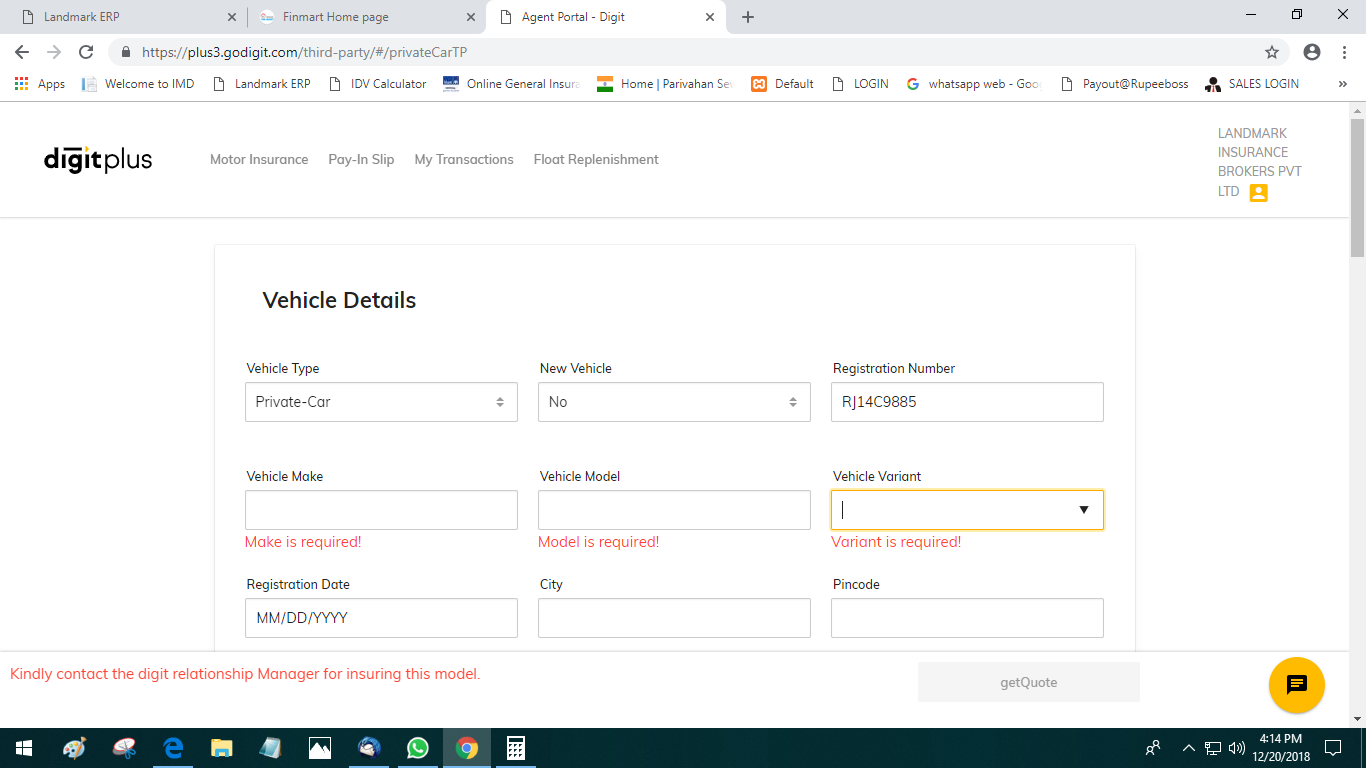 Landmark ERP
Finmart Home page
Agent Portal - Digit
https://plus3.godigit.com/third-party/#/privateCarTP
Apps
Welcome to IMD
Landmark ERP
IDV Calculator
Online General Insura
Home | Parivahan Sev
Default
LOGIN
whatsapp web - Goo
Payout@Rupeeboss
SALES LOGIN
»
digitplus
Motor Insurance
Pay-In Slip
My Transactions
Float Replenishment
LANDMARK
INSURANCE
BROKERS PVT
LTD
Vehicle Details
Vehicle Type
New Vehicle
Registration Number
Private-Car
No
RJ14C9885
Vehicle Make
Vehicle Model
Vehicle Variant
Make is required!
Model is required!
Variant is required!
Registration Date
City
Pincode
MM/DD/YYYY
Kindly contact the digit relationship Manager for insuring this model.
getQuote
4:14 PM
12/20/2018